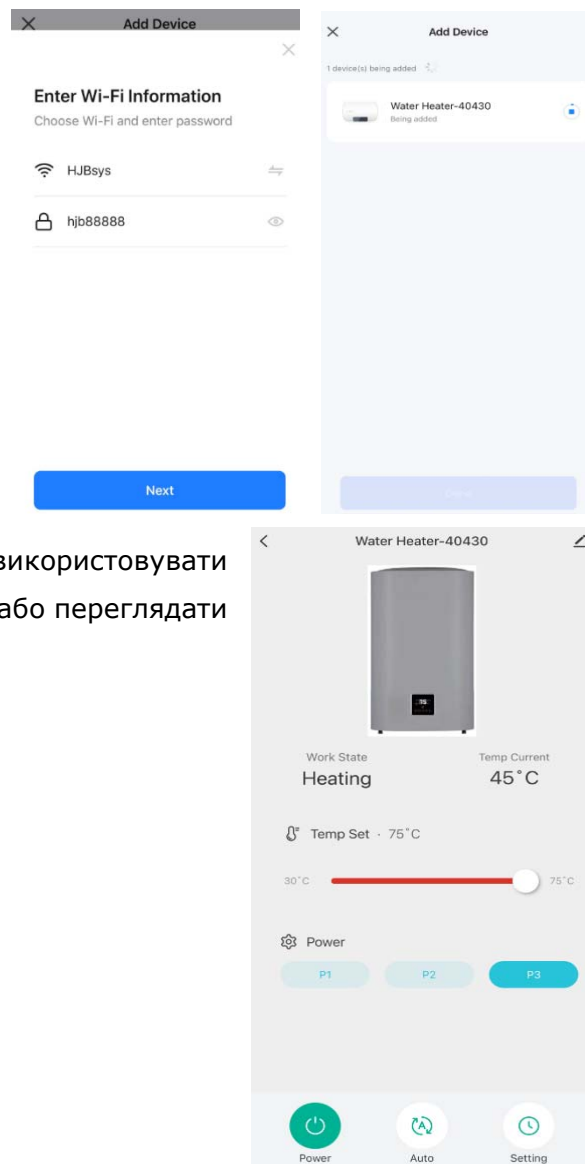 Add Device
Enter Wi-Fi Information
Choose Wi-Fi and enter password
HJBsys
hjb88888
Next
Add Device
1 device(s) being added
Water Heater-40430
Being added
використовувати
або переглядати
Water Heater-40430
Work State
Temp Current
Heating
45°C
Temp Set · 75°C
30°C
75°C
Power
P1
P2
P3
Power
Auto
Setting